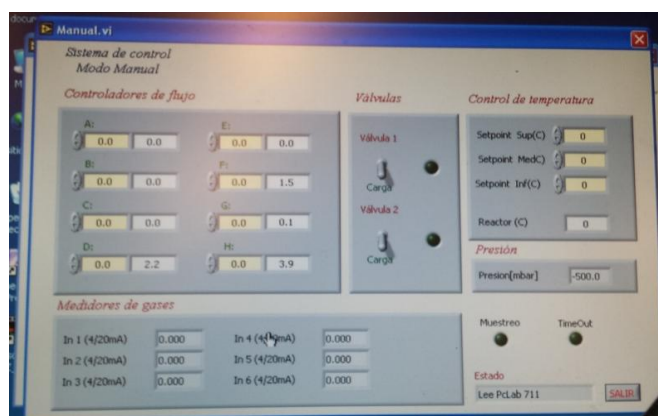 Manual.vi
Sistema de control
Modo Manual
Controladores de flujo
A:
0.0 0.0
B:
0.0 0.0
C:
0.0 0.0
D:
0.0 2.2
E:
0.0 0.0
F:
0.0 1.5
G:
0.0 0.1
H:
0.0 3.9
Válvulas
Válvula 1
Carga
Válvula 2
Carga
Control de temperatura
Setpoint Sup(C) 0
Setpoint Med(C) 0
Setpoint Inf(C) 0
Reactor (C) 0
Presión
Presion[mbar] -500.0
Medidores de gases
In 1 (4/20mA) 0.000
In 2 (4/20mA) 0.000
In 3 (4/20mA) 0.000
In 4 (4/20mA) 0.000
In 5 (4/20mA) 0.000
In 6 (4/20mA) 0.000
Muestreo
TimeOut
Estado
Lee PcLab 711
SALIR